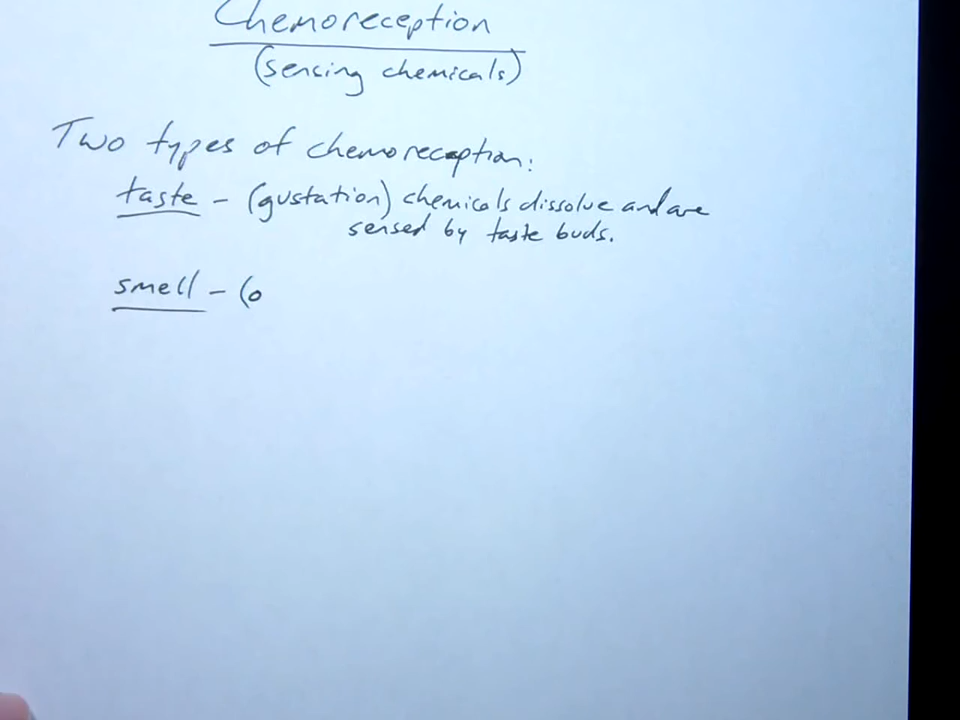 Chemoreception
(sensing chemicals)
Two types of chemoreception:
taste - (gustation) chemicals dissolve and are
sensed by taste buds.
smell - (o